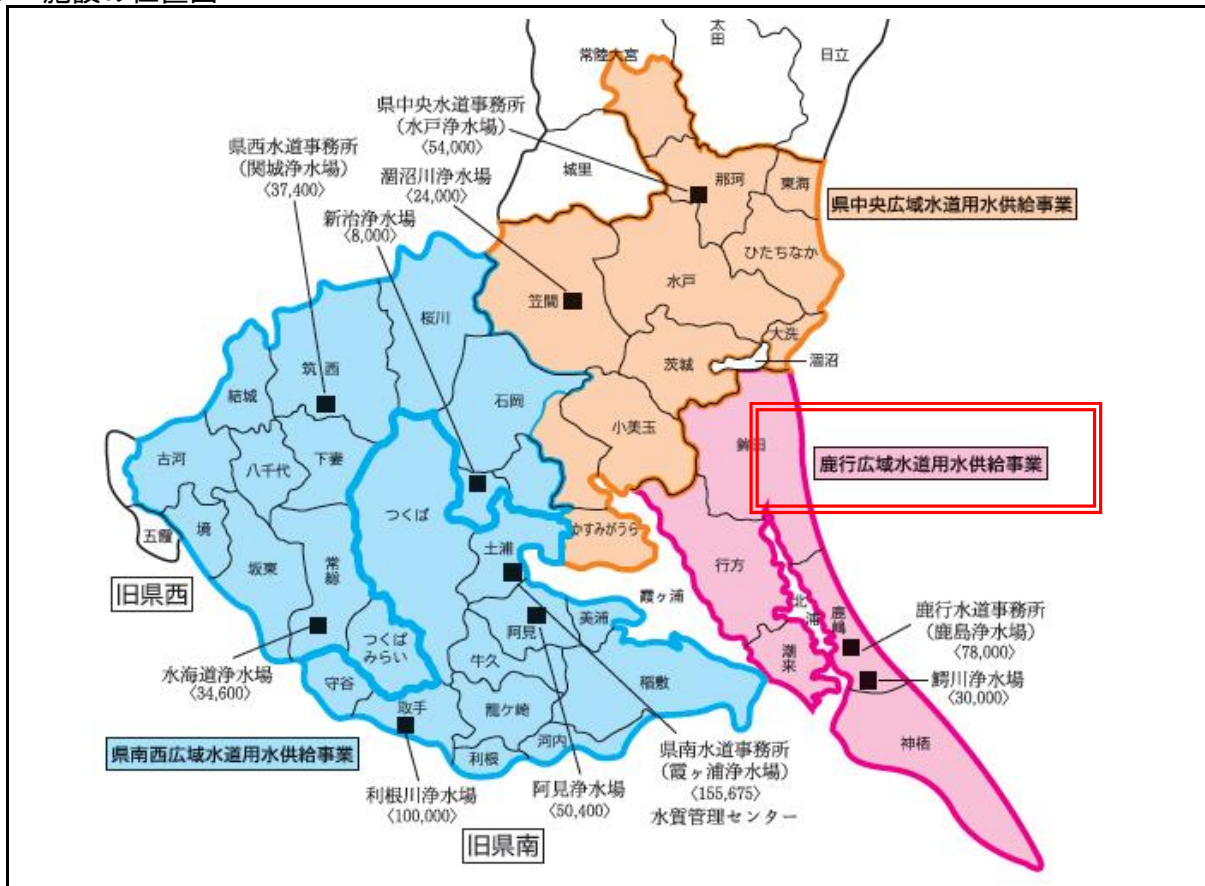 施設の位置図
常陸大宮
太田
日立
県中央水道事務所
（水戸浄水場）
〈54,000〉
県西水道事務所
（関城浄水場）
〈37,400〉
涸沼川浄水場
〈24,000〉
新治浄水場
〈8,000〉
城里
那珂
東海
県中央広域水道用水供給事業
ひたちなか
水戸
笠間
桜川
大洗
涸沼
茨城
筑西
結城
石岡
小美玉
鉾田
鹿行広域水道用水供給事業
古河
八千代
下妻
つくば
かすみがうら
五霞
境
坂東
常総
土浦
行方
旧県西
霞ヶ浦
北浦
鹿嶋
鹿行水道事務所
（鹿島浄水場）
〈78,000〉
阿見
美浦
つくば
みらい
牛久
潮来
水海道浄水場
〈34,600〉
守谷
稲敷
鰐川浄水場
〈30,000〉
取手
龍ケ崎
神栖
県南西広域水道用水供給事業
利根
河内
県南水道事務所
（霞ヶ浦浄水場）
〈155,675〉
水質管理センター
利根川浄水場
〈100,000〉
阿見浄水場
〈50,400〉
旧県南